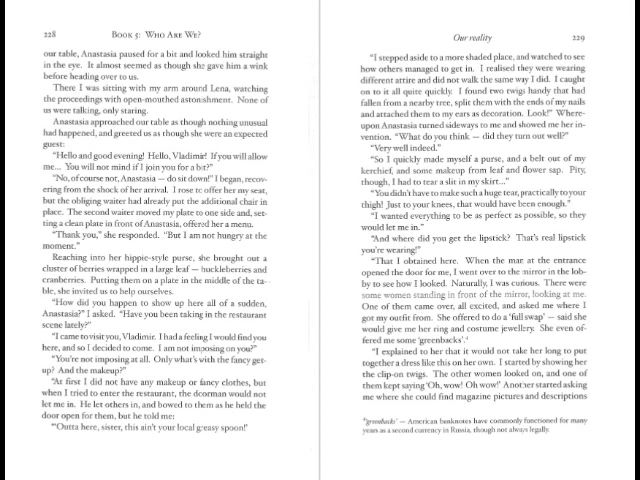 228 BOOK 5: WHO ARE WE?
our table, Anastasia paused for a bit and looked him straight
in the eye. It almost seemed as though she gave him a wink
before heading over to us.
There I was sitting with my arm around Lena, watching
the proceedings with open-mouthed astonishment. None of
us were talking, only staring.
Anastasia approached our table as though nothing unusual
had happened, and greeted us as though she were an expected
guest:
“Hello and good evening! Hello, Vladimir! If you will allow
me... You will not mind if I join you for a bit?”
“No, of course not, Anastasia — do sit down!” I began, recov-
ering from the shock of her arrival. I rose to offer her my seat,
but the obliging waiter had already put the additional chair in
place. The second waiter moved my plate to one side and, set-
ting a clean plate in front of Anastasia, offered her a menu.
“Thank you,” she responded. “But I am not hungry at the
moment.”
Reaching into her hippie-style purse, she brought out a
cluster of berries wrapped in a large leaf — huckleberries and
cranberries. Putting them on a plate in the middle of the ta-
ble, she invited us to help ourselves.
“How did you happen to show up here all of a sudden,
Anastasia?” I asked. “Have you been taking in the restaurant
scene lately?”
“I came to visit you, Vladimir. I had a feeling I would find you
here, and so I decided to come. I am not imposing on you?”
“You're not imposing at all. Only what's with the fancy get-
up? And the makeup?”
“At first I did not have any makeup or fancy clothes, but
when I tried to enter the restaurant, the doorman would not
let me in. He let others in, and bowed to them as he held the
door open for them, but he told me:
“‘Outta here, sister, this ain't your local greasy spoon!’
Our reality 229
“I stepped aside to a more shaded place, and watched to see
how others managed to get in. I realised they were wearing
different attire and did not walk the same way I did. I caught
on to it all quite quickly. I found two twigs handy that had
fallen from a nearby tree, split them with the ends of my nails
and attached them to my ears as decoration. Look!” Where-
upon Anastasia turned sideways to me and showed me her in-
vention. “What do you think — did they turn out well?”
“Very well indeed.”
“So I quickly made myself a purse, and a belt out of my
kerchief, and some makeup from leaf and flower sap. Pity,
though, I had to tear a slit in my skirt...”
“You didn't have to make such a huge tear, practically to your
thigh! Just to your knees, that would have been enough.”
“I wanted everything to be as perfect as possible, so they
would let me in.”
“And where did you get the lipstick? That's real lipstick
you're wearing!”
“That I obtained here. When the man at the entrance
opened the door for me, I went over to the mirror in the lob-
by to see how I looked. Naturally, I was curious. There were
some women standing in front of the mirror, looking at me.
One of them came over, all excited, and asked me where I
got my outfit from. She offered to do a ‘full swap’ — said she
would give me her ring and costume jewellery. She even of-
fered me some ‘greenbacks’.⁴
“I explained to her that it would not take her long to put
together a dress like this on her own. I started by showing her
the clip-on twigs. The other women looked on, and one of
them kept saying ‘Oh, wow! Oh wow!’ Another started asking
me where she could find magazine pictures and descriptions
⁴‘greenbacks’ — American banknotes have commonly functioned for many
years as a second currency in Russia, though not always legally.